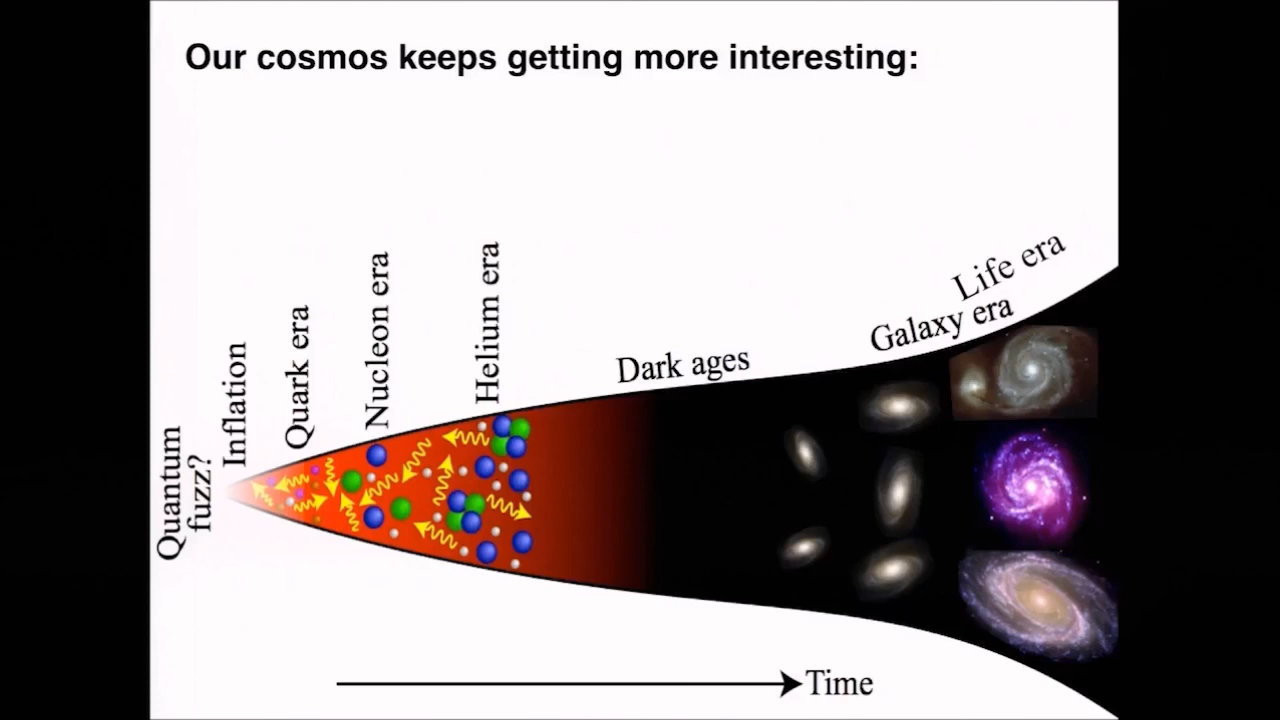 Our cosmos keeps getting more interesting:
Quantum
fuzz?
Inflation
Quark era
Nucleon era
Helium era
Dark ages
Galaxy era
Life era
Time